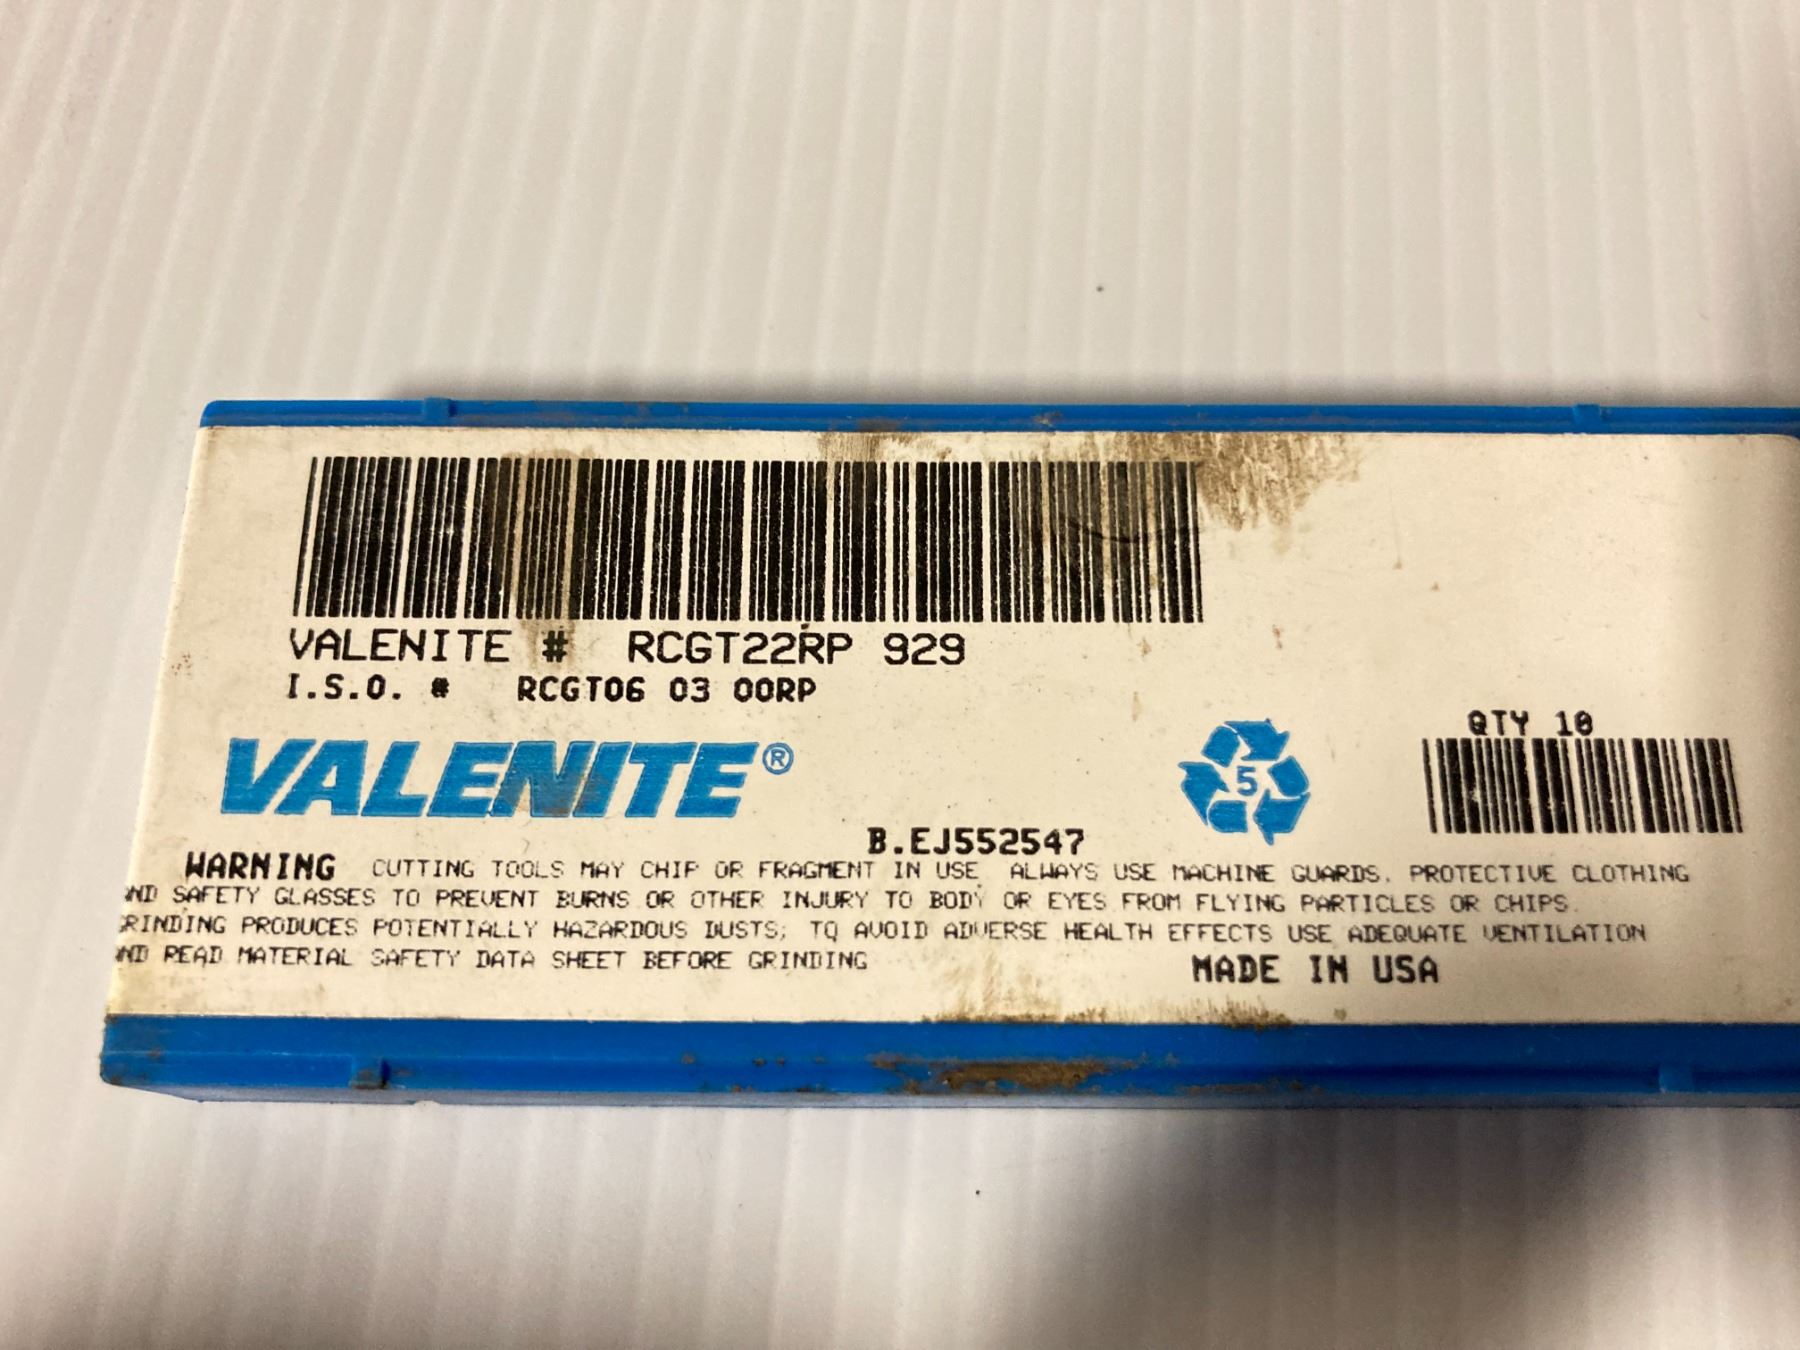 VALENITE # RCGT22RP 929
I.S.O. # RCGT06 03 00RP
QTY 10
VALENITE®
5
B.EJ552547
WARNING CUTTING TOOLS MAY CHIP OR FRAGMENT IN USE ALWAYS USE MACHINE GUARDS. PROTECTIVE CLOTHING
AND SAFETY GLASSES TO PREVENT BURNS OR OTHER INJURY TO BODY OR EYES FROM FLYING PARTICLES OR CHIPS.
GRINDING PRODUCES POTENTIALLY HAZARDOUS DUSTS; TO AVOID ADVERSE HEALTH EFFECTS USE ADEQUATE VENTILATION
AND READ MATERIAL SAFETY DATA SHEET BEFORE GRINDING
MADE IN USA